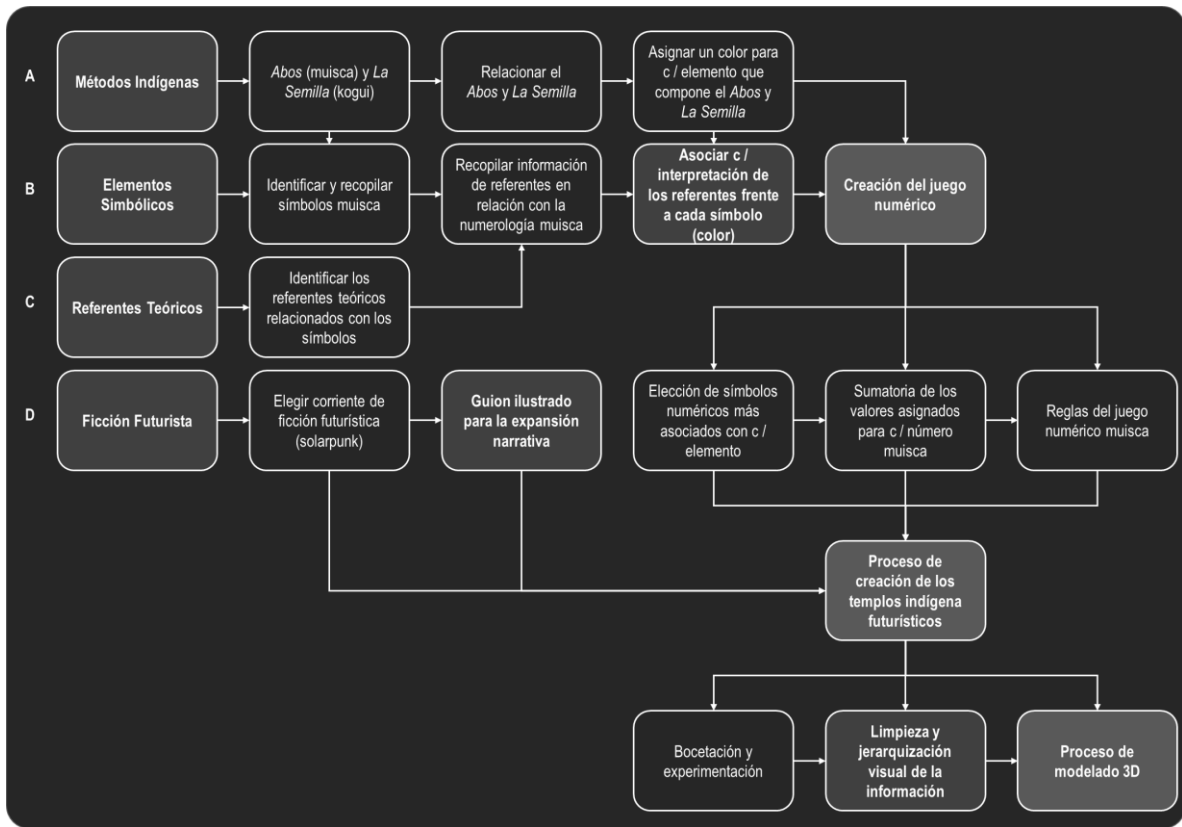 A
Métodos Indígenas
Abos (muisca) y La
Semilla (kogui)
Relacionar el
Abos y La Semilla
Asignar un color para
c / elemento que
compone el Abos y
La Semilla
B
Elementos
Simbólicos
Identificar y recopilar
símbolos muisca
Recopilar información
de referentes en
relación con la
numerología muisca
Asociar c /
interpretación de
los referentes frente
a cada símbolo
(color)
Creación del juego
numérico
C
Referentes Teóricos
Identificar los
referentes teóricos
relacionados con los
símbolos
D
Ficción Futurista
Elegir corriente de
ficción futurística
(solarpunk)
Guion ilustrado
para la expansión
narrativa
Elección de símbolos
numéricos más
asociados con c /
elemento
Sumatoria de los
valores asignados
para c / número
muisca
Reglas del juego
numérico muisca
Proceso de
creación de los
templos indígena
futurísticos
Bocetación y
experimentación
Limpieza y
jerarquización
visual de la
información
Proceso de
modelado 3D